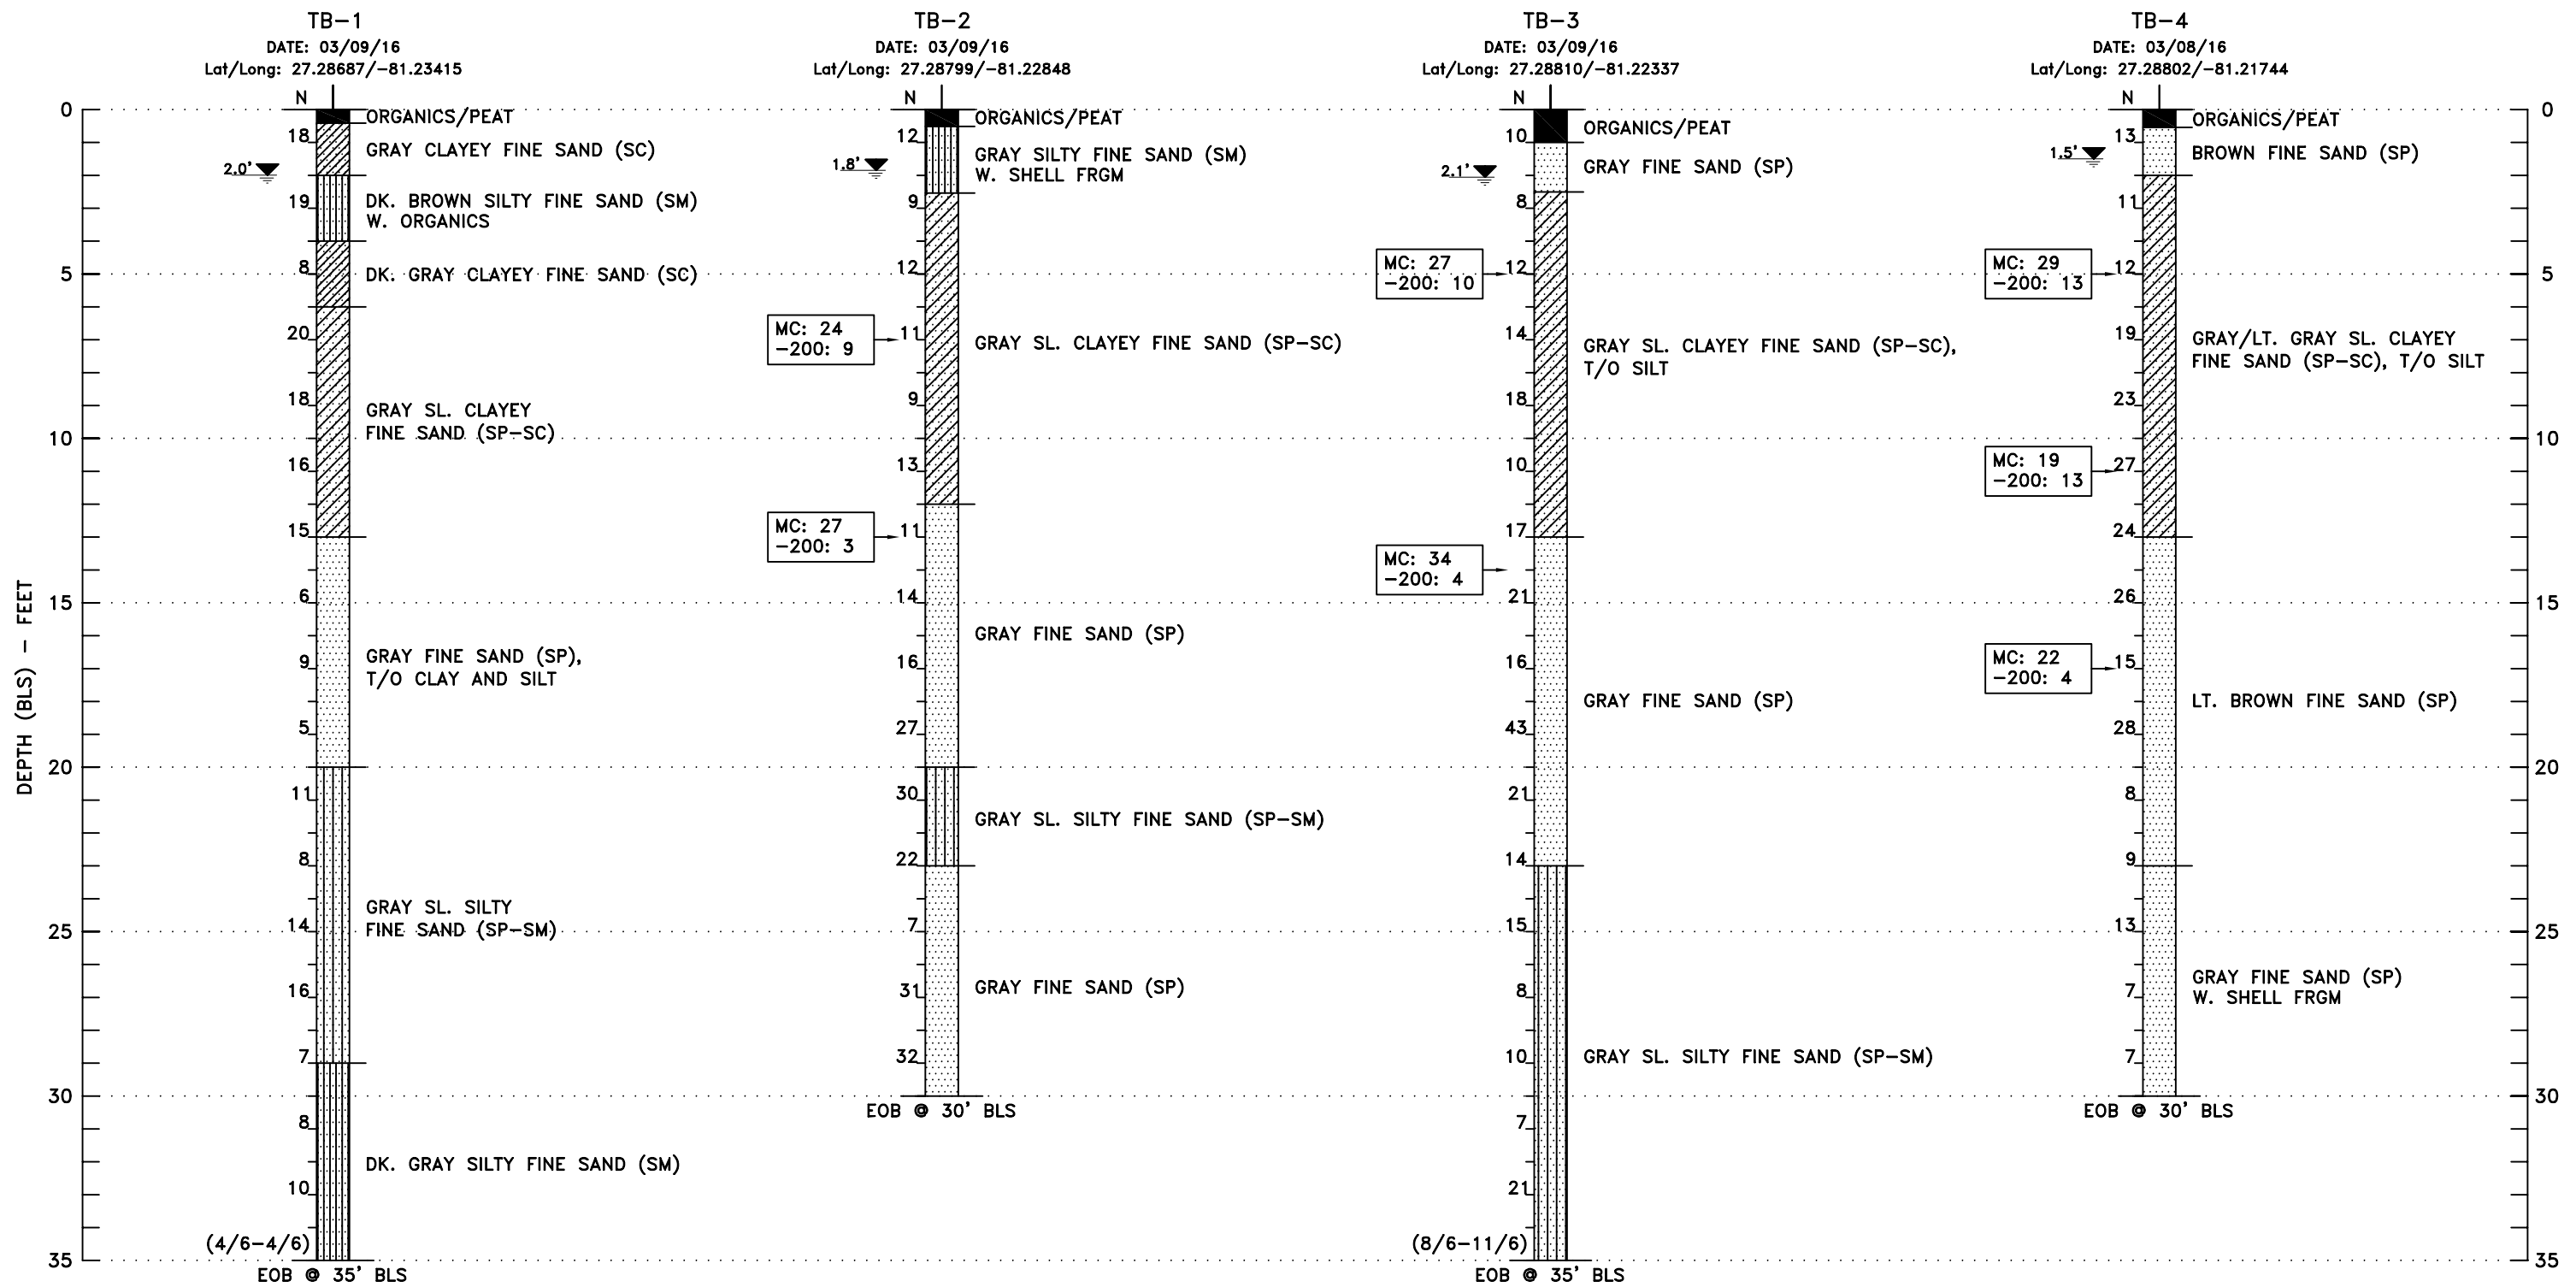 TB-1
DATE: 03/09/16
Lat/Long: 27.28687/-81.23415
N
ORGANICS/PEAT
18
GRAY CLAYEY FINE SAND (SC)
2.0'
19
DK. BROWN SILTY FINE SAND (SM)
W. ORGANICS
8
DK. GRAY CLAYEY FINE SAND (SC)
20
18
GRAY SL. CLAYEY
FINE SAND (SP-SC)
16
15
6
9
GRAY FINE SAND (SP),
T/O CLAY AND SILT
5
11
8
GRAY SL. SILTY
14
FINE SAND (SP-SM)
16
7
8
DK. GRAY SILTY FINE SAND (SM)
10
(4/6-4/6)
EOB @ 35' BLS
TB-2
DATE: 03/09/16
Lat/Long: 27.28799/-81.22848
N
ORGANICS/PEAT
12
GRAY SILTY FINE SAND (SM)
W. SHELL FRGM
1.8'
9
12
MC: 24
-200: 9
11
GRAY SL. CLAYEY FINE SAND (SP-SC)
9
13
MC: 27
-200: 3
11
14
GRAY FINE SAND (SP)
16
27
30
GRAY SL. SILTY FINE SAND (SP-SM)
22
7
GRAY FINE SAND (SP)
31
32
EOB @ 30' BLS
TB-3
DATE: 03/09/16
Lat/Long: 27.28810/-81.22337
N
ORGANICS/PEAT
10
GRAY FINE SAND (SP)
2.1'
8
MC: 27
-200: 10
12
14
GRAY SL. CLAYEY FINE SAND (SP-SC),
T/O SILT
18
10
17
MC: 34
-200: 4
21
16
GRAY FINE SAND (SP)
43
21
14
15
8
10
GRAY SL. SILTY FINE SAND (SP-SM)
7
21
(8/6-11/6)
EOB @ 35' BLS
TB-4
DATE: 03/08/16
Lat/Long: 27.28802/-81.21744
N
ORGANICS/PEAT
13
BROWN FINE SAND (SP)
1.5'
11
MC: 29
-200: 13
12
19
GRAY/LT. GRAY SL. CLAYEY
FINE SAND (SP-SC), T/O SILT
23
MC: 19
-200: 13
27
24
26
MC: 22
-200: 4
15
LT. BROWN FINE SAND (SP)
28
8
9
13
GRAY FINE SAND (SP)
W. SHELL FRGM
7
7
EOB @ 30' BLS
DEPTH (BLS) - FEET
0
5
10
15
20
25
30
35
0
5
10
15
20
25
30
35